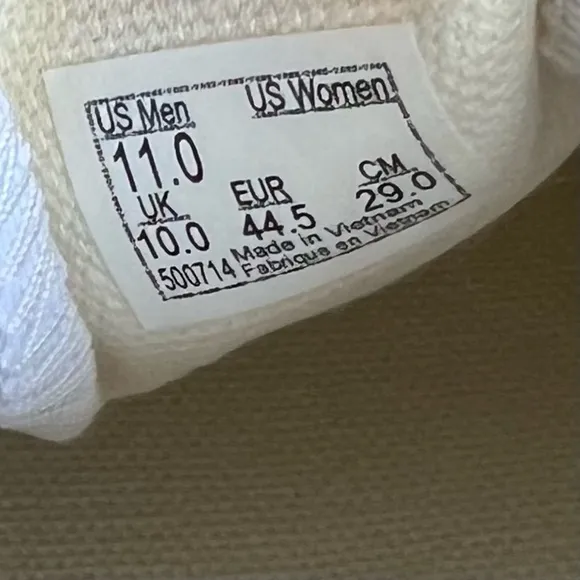 US Men US Women
11.0
UK EUR CM
10.0 44.5 29.0
500714 Made in Vietnam
Fabrique en Vietnam